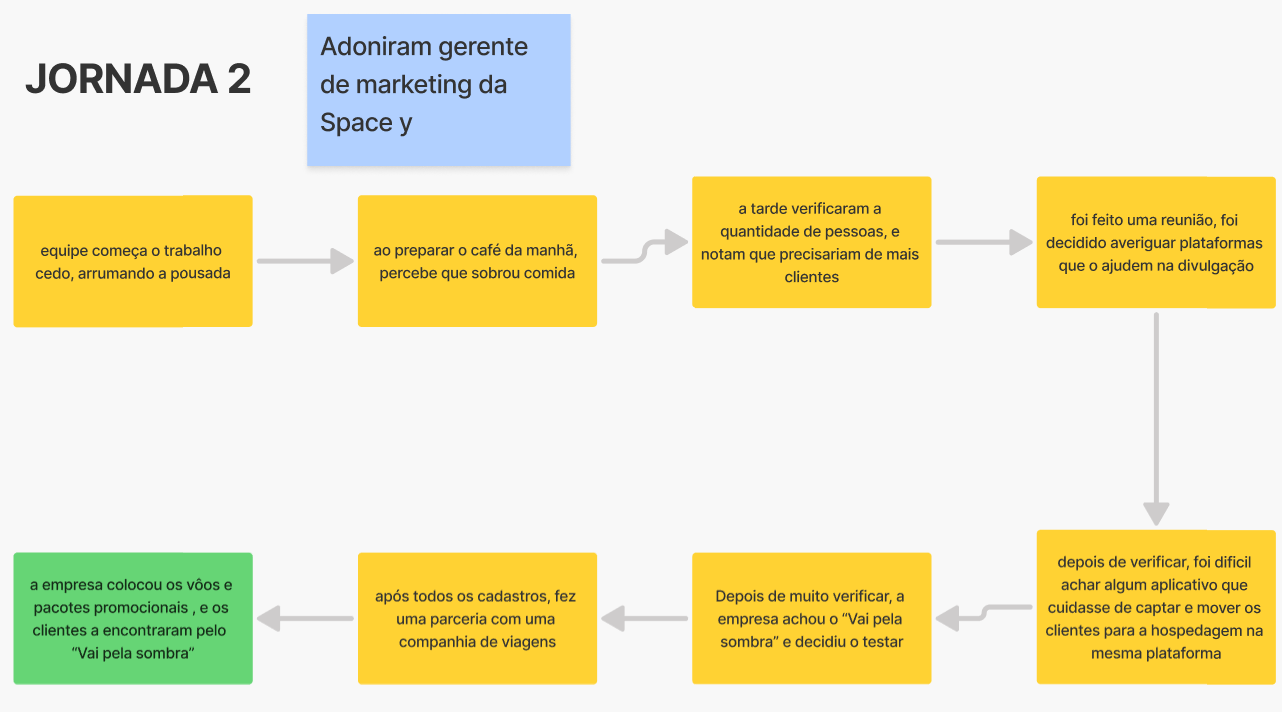 JORNADA 2
Adoniram gerente
de marketing da
Space y
equipe começa o trabalho
cedo, arrumando a pousada
ao preparar o café da manhã,
percebe que sobrou comida
a tarde verificaram a
quantidade de pessoas, e
notam que precisariam de mais
clientes
foi feito uma reunião, foi
decidido averiguar plataformas
que o ajudem na divulgação
depois de verificar, foi dificil
achar algum aplicativo que
cuidasse de captar e mover os
clientes para a hospedagem na
mesma plataforma
Depois de muito verificar, a
empresa achou o “Vai pela
sombra” e decidiu o testar
após todos os cadastros, fez
uma parceria com uma
companhia de viagens
a empresa colocou os vôos e
pacotes promocionais , e os
clientes a encontraram pelo
“Vai pela sombra”